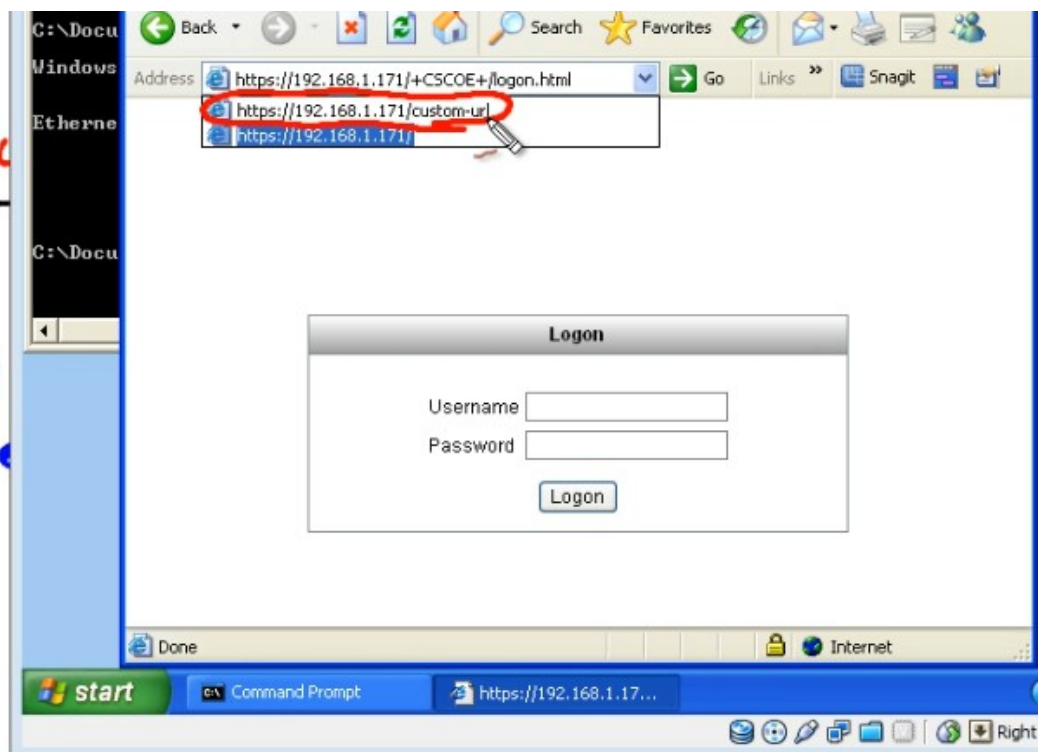 C:\Docu
Back Search Favorites
Windows
Address https://192.168.1.171/+CSCOE+/logon.html Go Links » Snagit
https://192.168.1.171/custom-url
Etherne
https://192.168.1.171/
C:\Docu
Logon
Username
Password
Logon
Done Internet
start Command Prompt https://192.168.1.17...
Right